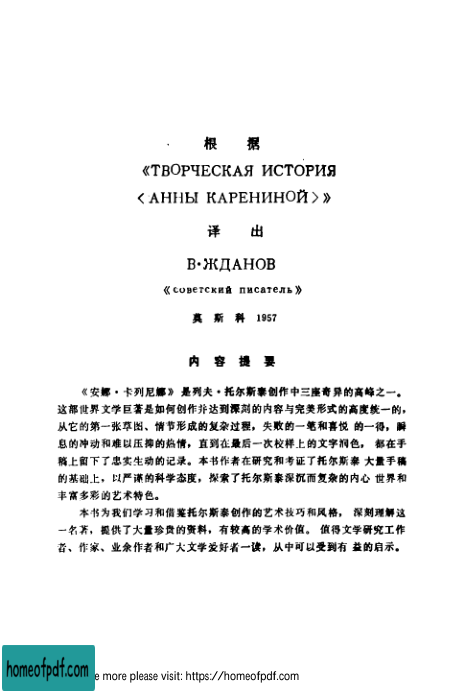 根 据
《ТВОРЧЕСКАЯ ИСТОРИЯ
<АННЫ КАРЕНИНОЙ>》
译 出
В·ЖДАНОВ
《советский писатель》
莫 斯 科 1957
内 容 提 要
《安娜·卡列尼娜》是列夫·托尔斯泰创作中三座奇异的高峰之一。
这部世界文学巨著是如何创作并达到深刻的内容与完美形式的高度统一的，
从它的第一张草图、情节形成的复杂过程，失败的一笔和喜悦 的一得，瞬
息的冲动和难以压抑的热情，直到在最后一次校样上的文字润色， 都在手
稿上留下了忠实生动的记录。本书作者在研究和考证了托尔斯泰 大量手稿
的基础上，以严谨的科学态度，探索了托尔斯泰深沉而复杂的内心 世界和
丰富多彩的艺术特色。
本书为我们学习和借鉴托尔斯泰创作的艺术技巧和风格， 深刻理解这
一名著，提供了大量珍贵的资料，有较高的学术价值。 值得文学研究工作
者、作家、业余作者和广大文学爱好者一读，从中可以受到有 益的启示。
homeofpdf.com
e more please visit: https://homeofpdf.com